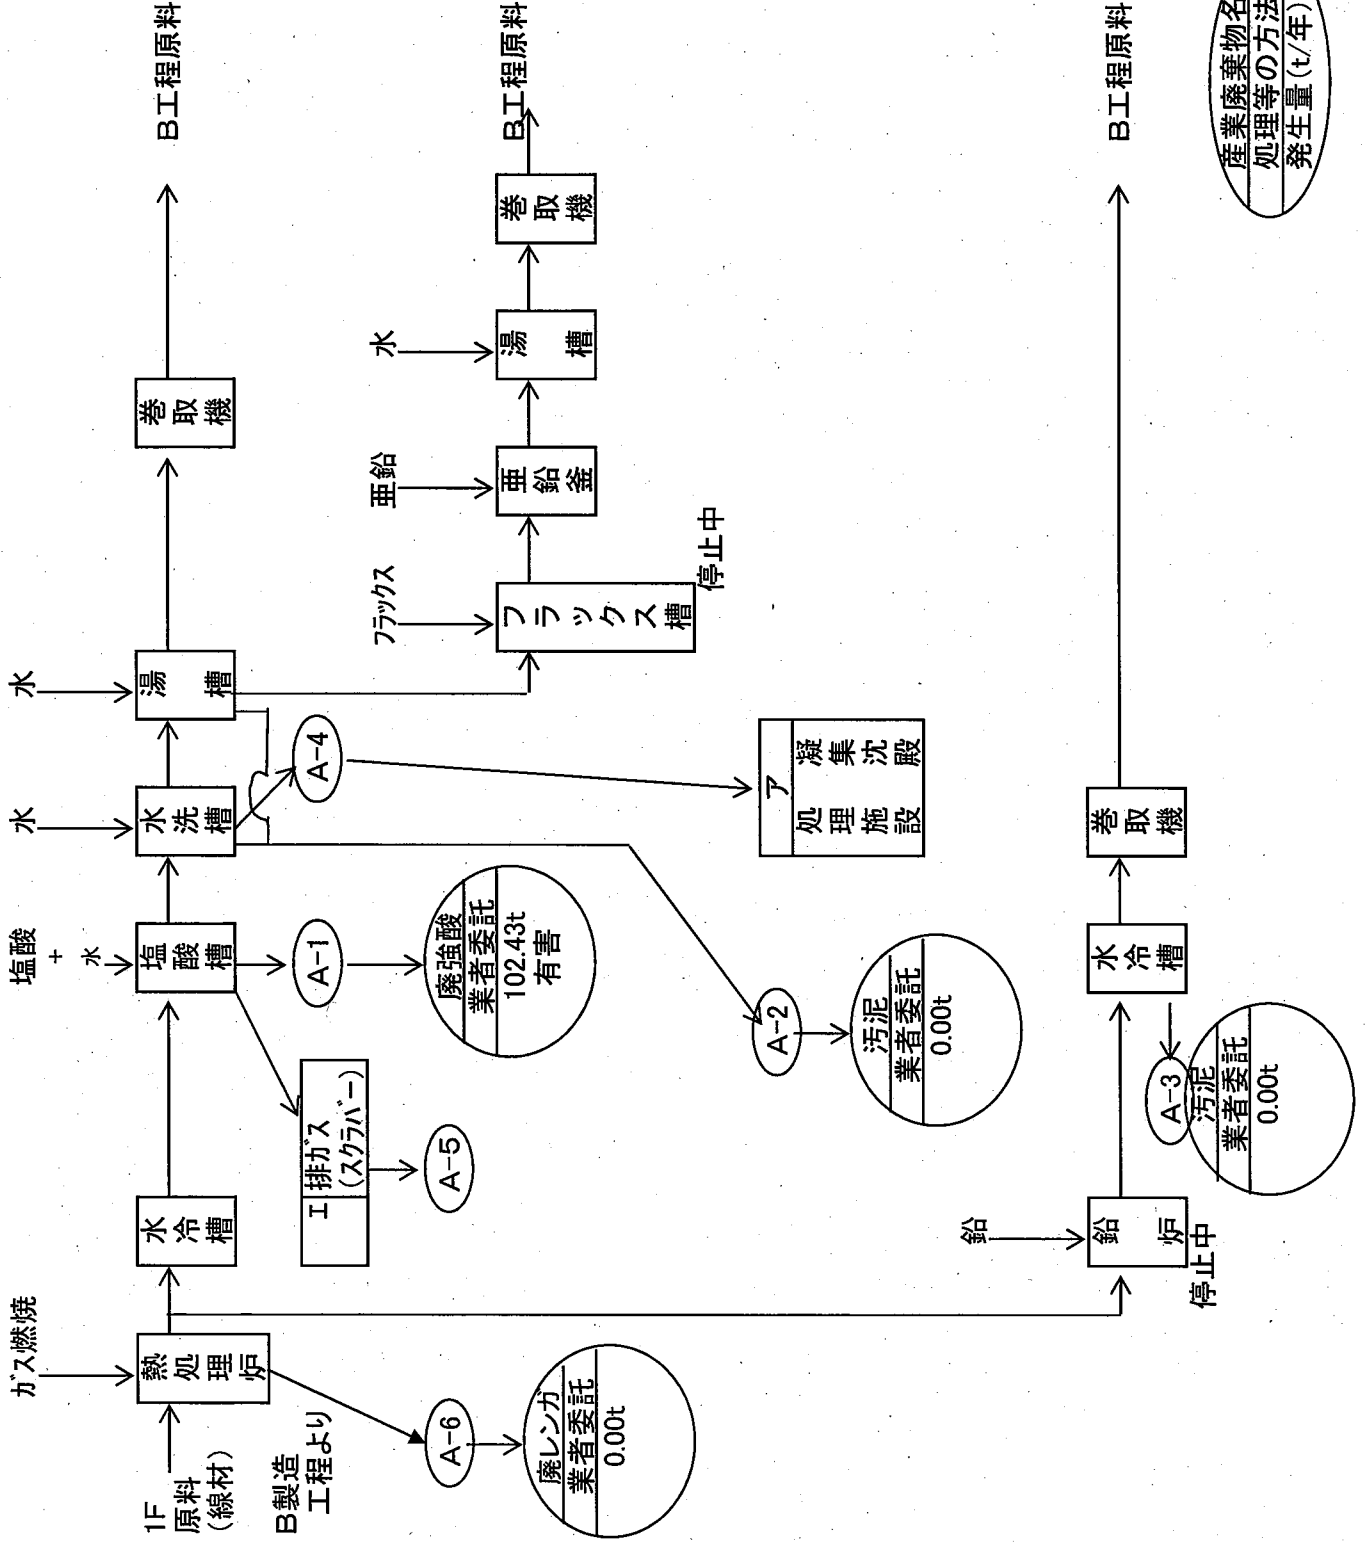 ガス燃焼
1F
原料
(線材)
B製造
工程より
熱処理炉
水冷槽
塩酸
+
水
塩酸槽
水
水洗槽
水
湯槽
巻取機
B工程原料
A-6
廃レンガ
業者委託
0.00t
エ
排ガス
(スクラバー)
A-5
A-1
廃強酸
業者委託
102.43t
有害
A-4
ア
凝集沈殿
処理施設
A-2
汚泥
業者委託
0.00t
フラックス
フラックス槽
停止中
亜鉛
亜鉛釜
水
湯槽
巻取機
B工程原料
鉛
鉛炉
停止中
水冷槽
A-3
汚泥
業者委託
0.00t
巻取機
B工程原料
産業廃棄物名
処理等の方法
発生量(t/年)